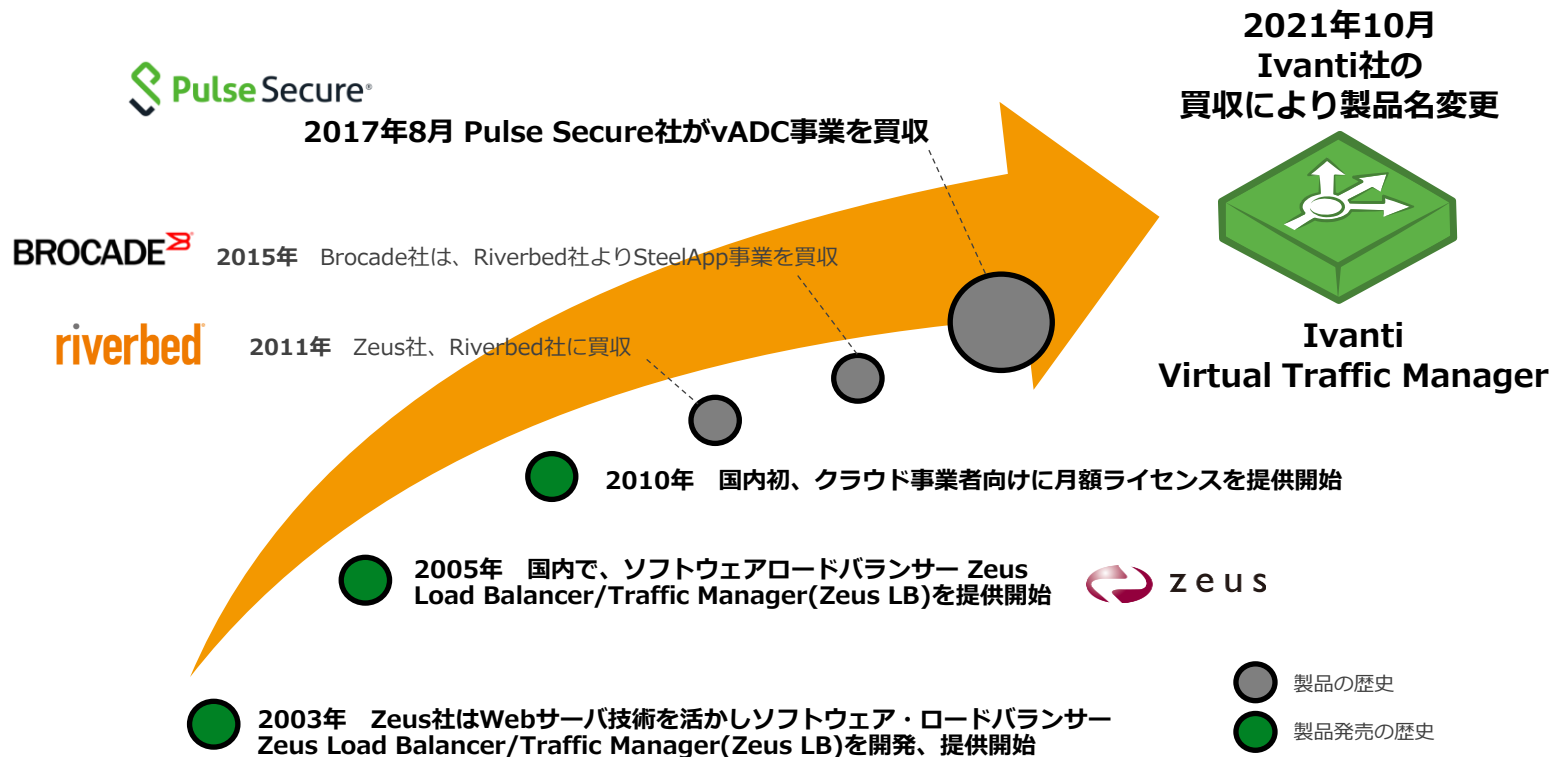 2021年10月
Ivanti社の
買収により製品名変更
Pulse Secure®
2017年8月 Pulse Secure社がvADC事業を買収
BROCADE
2015年　Brocade社は、Riverbed社よりSteelApp事業を買収
riverbed
2011年　Zeus社、Riverbed社に買収
Ivanti
Virtual Traffic Manager
2010年　国内初、クラウド事業者向けに月額ライセンスを提供開始
2005年　国内で、ソフトウェアロードバランサー Zeus
Load Balancer/Traffic Manager(Zeus LB)を提供開始
zeus
製品の歴史
製品発売の歴史
2003年　Zeus社はWebサーバ技術を活かしソフトウェア・ロードバランサー
Zeus Load Balancer/Traffic Manager(Zeus LB)を開発、提供開始